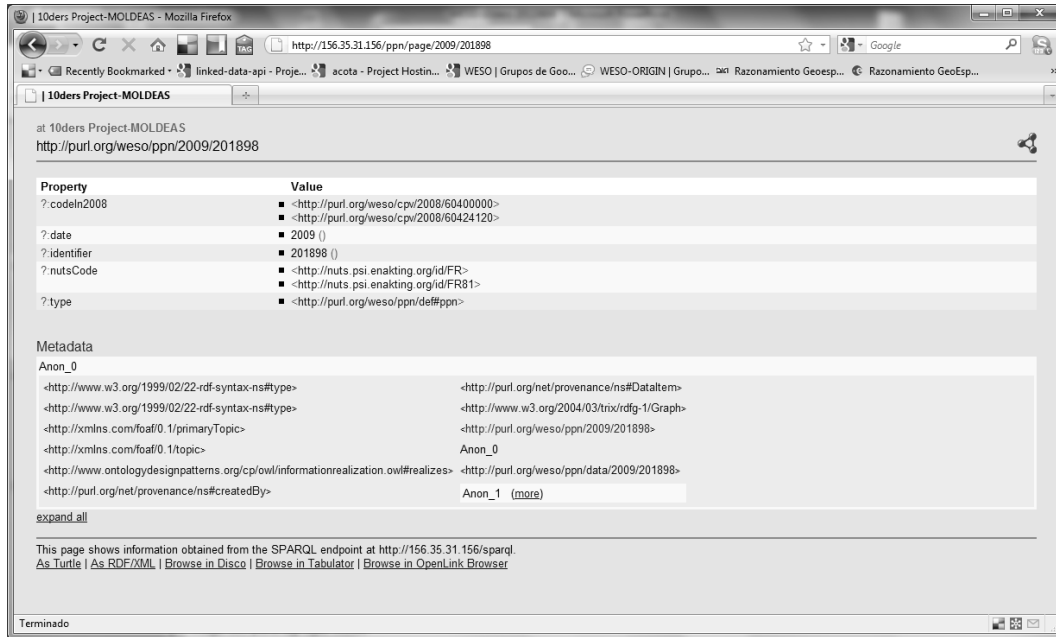 | 10ders Project-MOLDEAS - Mozilla Firefox
TAG http://156.35.31.156/ppn/page/2009/201898 Google
Recently Bookmarked linked-data-api - Proje... acota - Project Hostin... WESO | Grupos de Goo... WESO-ORIGIN | Grupo... Razonamiento Geoesp... Razonamiento GeoEsp... »
| 10ders Project-MOLDEAS
at 10ders Project-MOLDEAS
http://purl.org/weso/ppn/2009/201898
Property Value
?:codeIn2008 <http://purl.org/weso/cpv/2008/60400000>
<http://purl.org/weso/cpv/2008/60424120>
?:date 2009 ()
?:identifier 201898 ()
?:nutsCode <http://nuts.psi.enakting.org/id/FR>
<http://nuts.psi.enakting.org/id/FR81>
?:type <http://purl.org/weso/ppn/def#ppn>
Metadata
Anon_0
<http://www.w3.org/1999/02/22-rdf-syntax-ns#type> <http://purl.org/net/provenance/ns#DataItem>
<http://www.w3.org/1999/02/22-rdf-syntax-ns#type> <http://www.w3.org/2004/03/trix/rdfg-1/Graph>
<http://xmlns.com/foaf/0.1/primaryTopic> <http://purl.org/weso/ppn/2009/201898>
<http://xmlns.com/foaf/0.1/topic> Anon_0
<http://www.ontologydesignpatterns.org/cp/owl/informationrealization.owl#realizes> <http://purl.org/weso/ppn/data/2009/201898>
<http://purl.org/net/provenance/ns#createdBy> Anon_1 (more)
expand all
This page shows information obtained from the SPARQL endpoint at http://156.35.31.156/sparql.
As Turtle | As RDF/XML | Browse in Disco | Browse in Tabulator | Browse in OpenLink Browser
Terminado